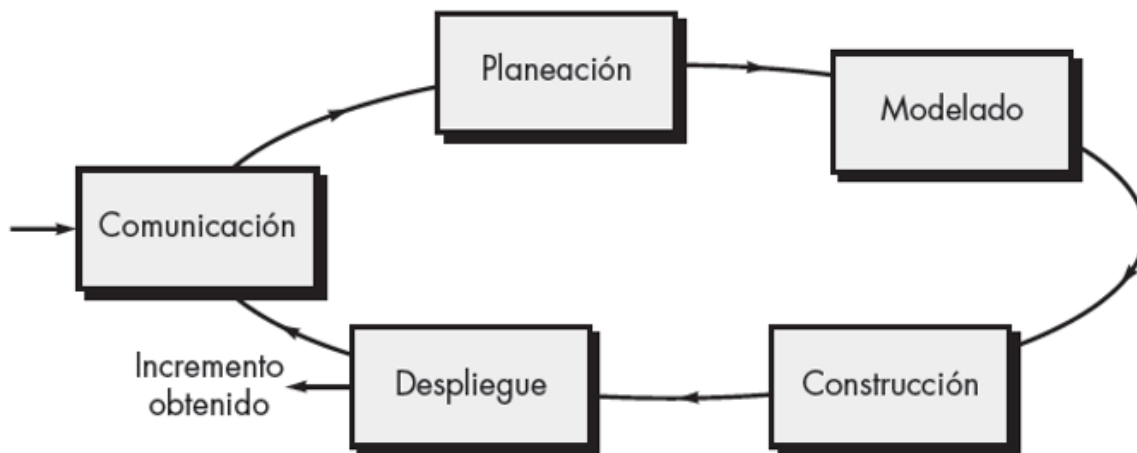 Planeación
Modelado
Comunicación
Incremento
obtenido
Despliegue
Construcción